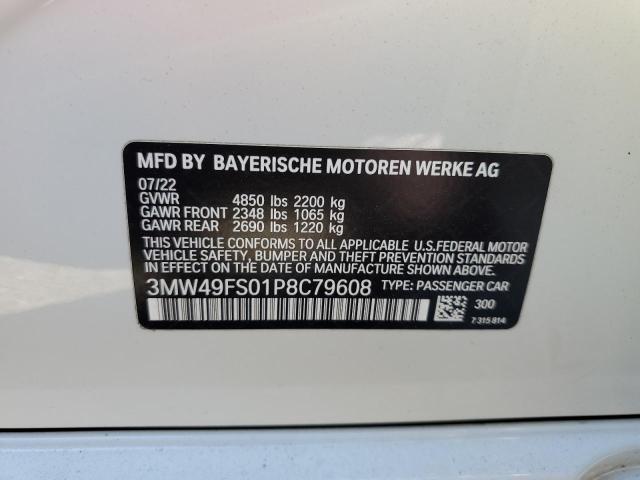 MFD BY BAYERISCHE MOTOREN WERKE AG
07/22
GVWR 4850 lbs 2200 kg
GAWR FRONT 2348 lbs 1065 kg
GAWR REAR 2690 lbs 1220 kg
THIS VEHICLE CONFORMS TO ALL APPLICABLE U.S.FEDERAL MOTOR
VEHICLE SAFETY, BUMPER AND THEFT PREVENTION STANDARDS IN
EFFECT ON THE DATE OF MANUFACTURE SHOWN ABOVE.
3MW49FS01P8C79608 TYPE: PASSENGER CAR
300
7 315 814